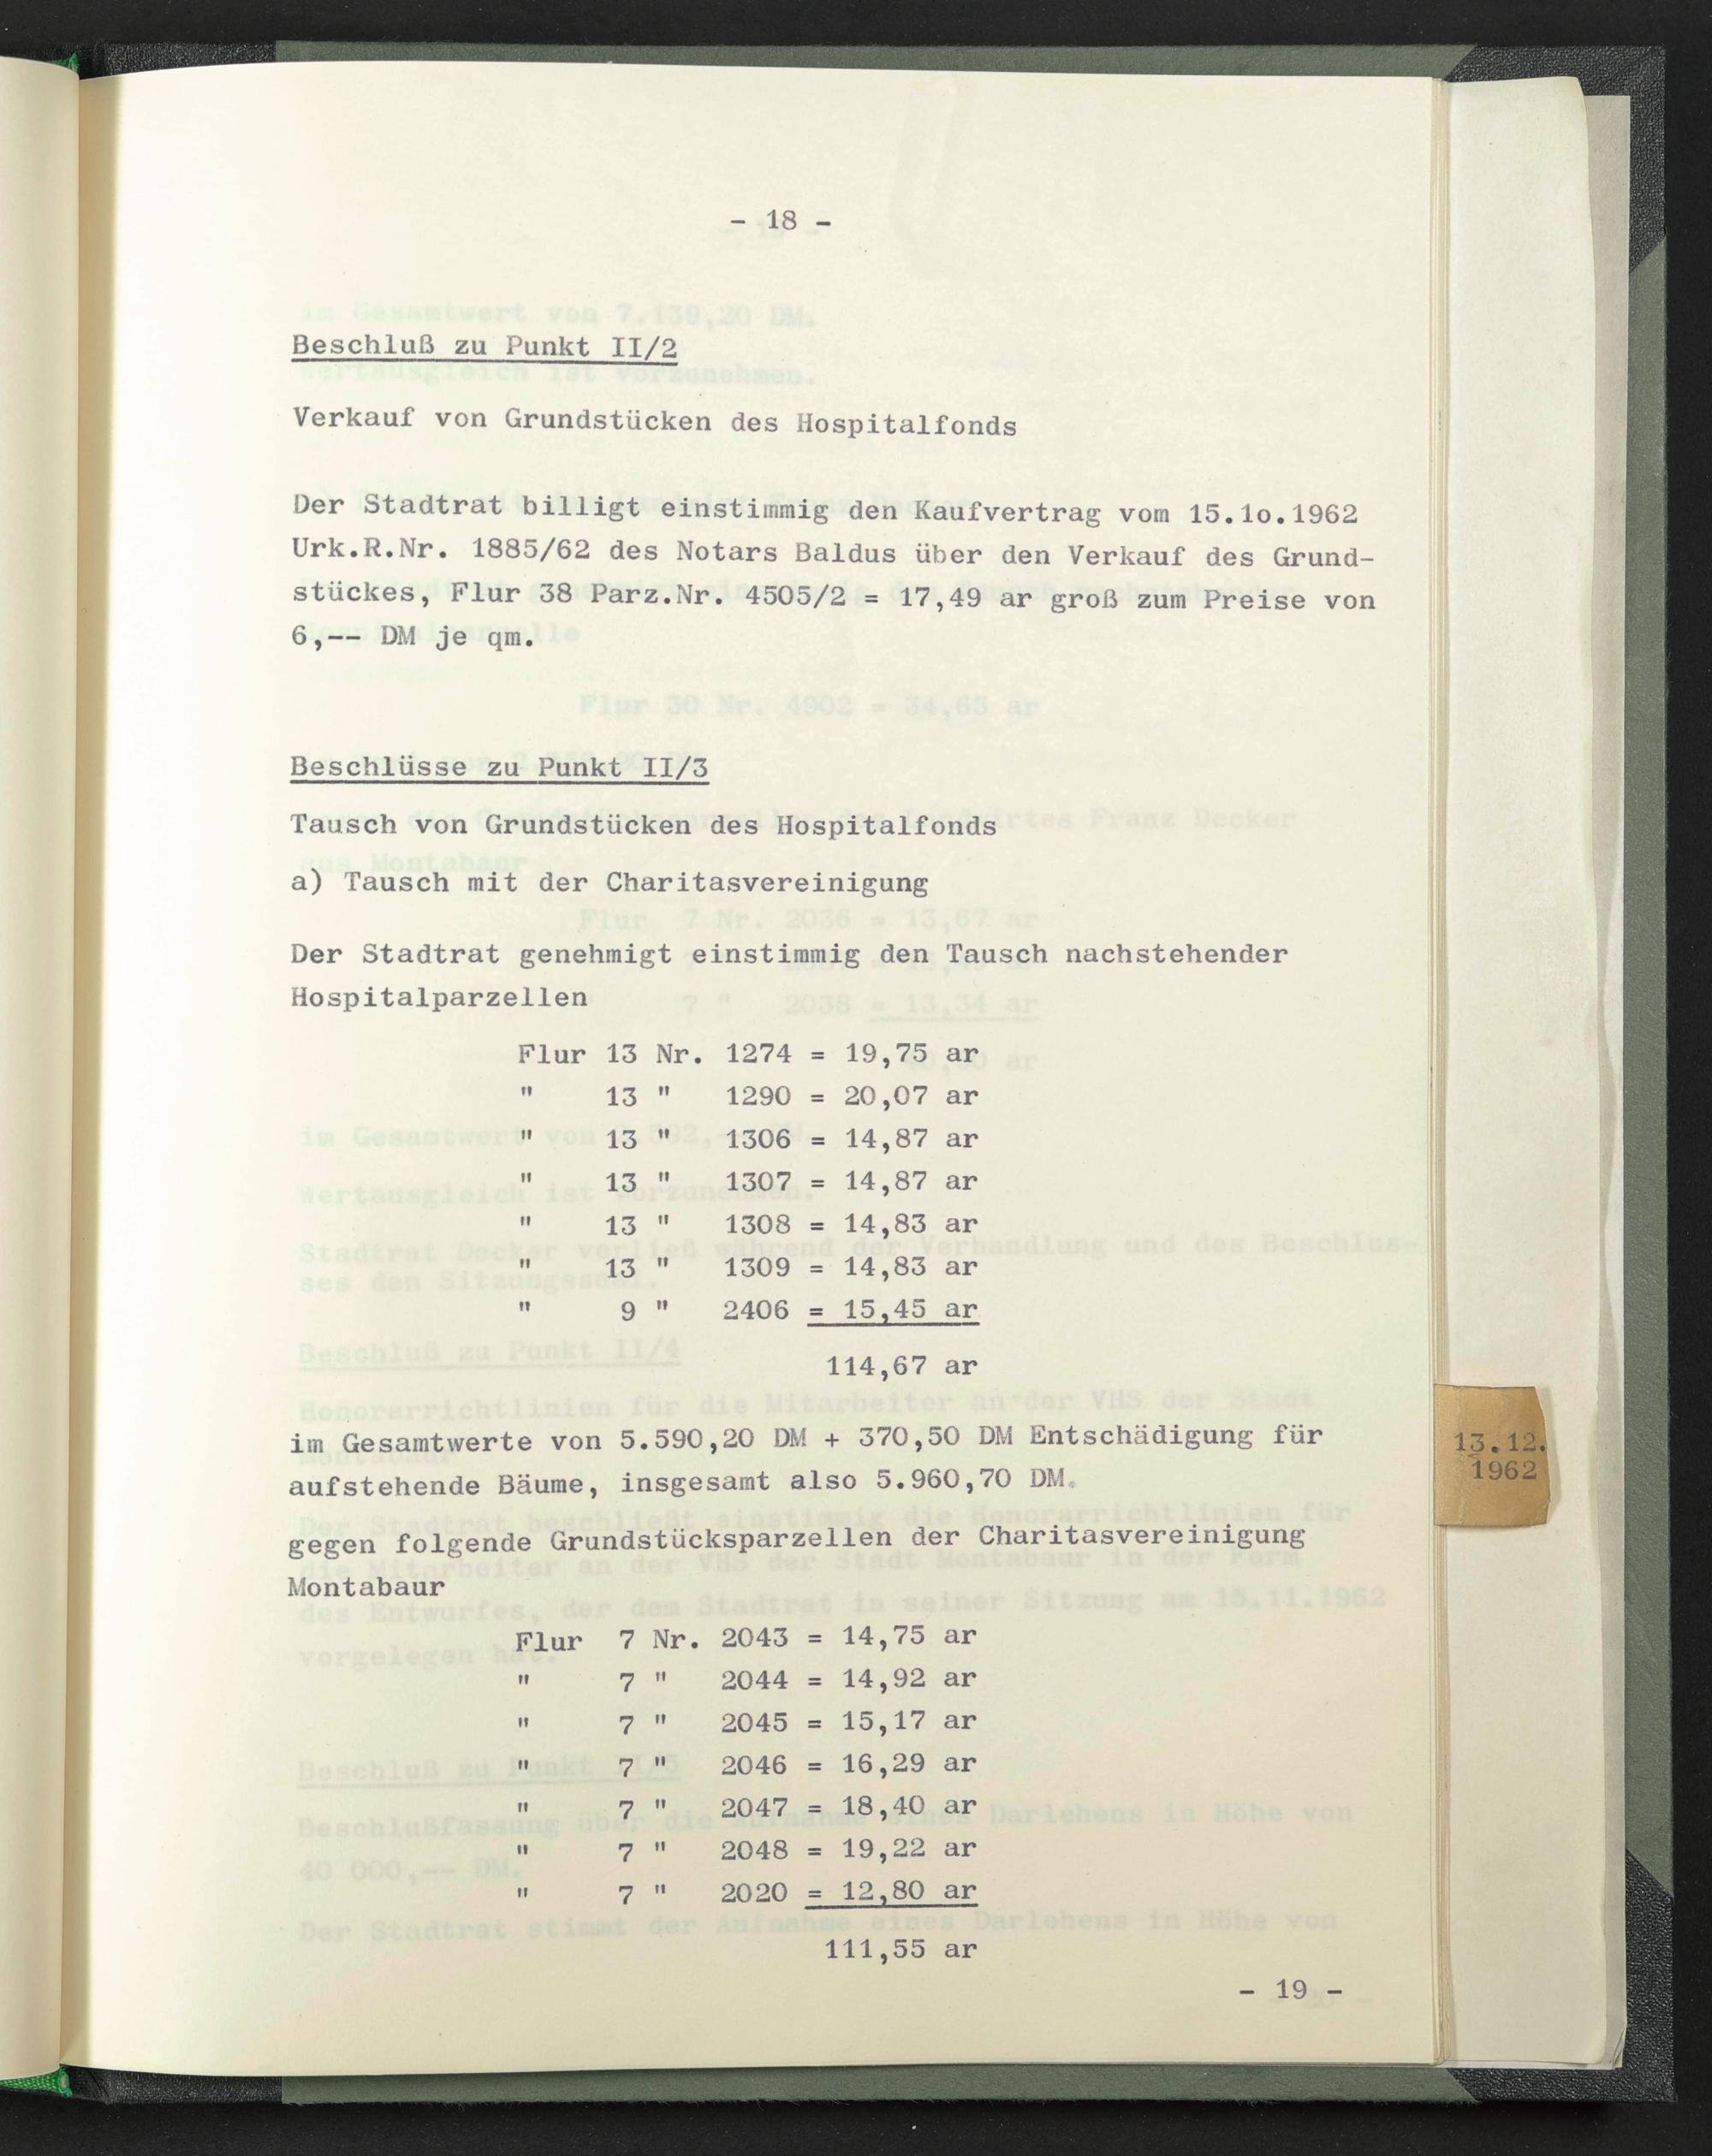 - 18 -
Beschluß zu Punkt II/2
Verkauf von Grundstücken des Hospitalfonds
Der Stadtrat billigt einstimmig den Kaufvertrag vom 15.1o.1962
Urk.R.Nr. 1885/62 des Notars Baldus über den Verkauf des Grund-
stückes, Flur 38 Parz.Nr. 4505/2 = 17,49 ar groß zum Preise von
6,-- DM je qm.
Beschlüsse zu Punkt II/3
Tausch von Grundstücken des Hospitalfonds
a) Tausch mit der Charitasvereinigung
Der Stadtrat genehmigt einstimmig den Tausch nachstehender
Hospitalparzellen
Flur 13 Nr. 1274 = 19,75 ar
" 13 " 1290 = 20,07 ar
" 13 " 1306 = 14,87 ar
" 13 " 1307 = 14,87 ar
" 13 " 1308 = 14,83 ar
" 13 " 1309 = 14,83 ar
" 9 " 2406 = 15,45 ar
114,67 ar
im Gesamtwerte von 5.590,20 DM + 370,50 DM Entschädigung für
aufstehende Bäume, insgesamt also 5.960,70 DM.
gegen folgende Grundstücksparzellen der Charitasvereinigung
Montabaur
Flur 7 Nr. 2043 = 14,75 ar
" 7 " 2044 = 14,92 ar
" 7 " 2045 = 15,17 ar
" 7 " 2046 = 16,29 ar
" 7 " 2047 = 18,40 ar
" 7 " 2048 = 19,22 ar
" 7 " 2020 = 12,80 ar
111,55 ar
- 19 -
13.12.
1962